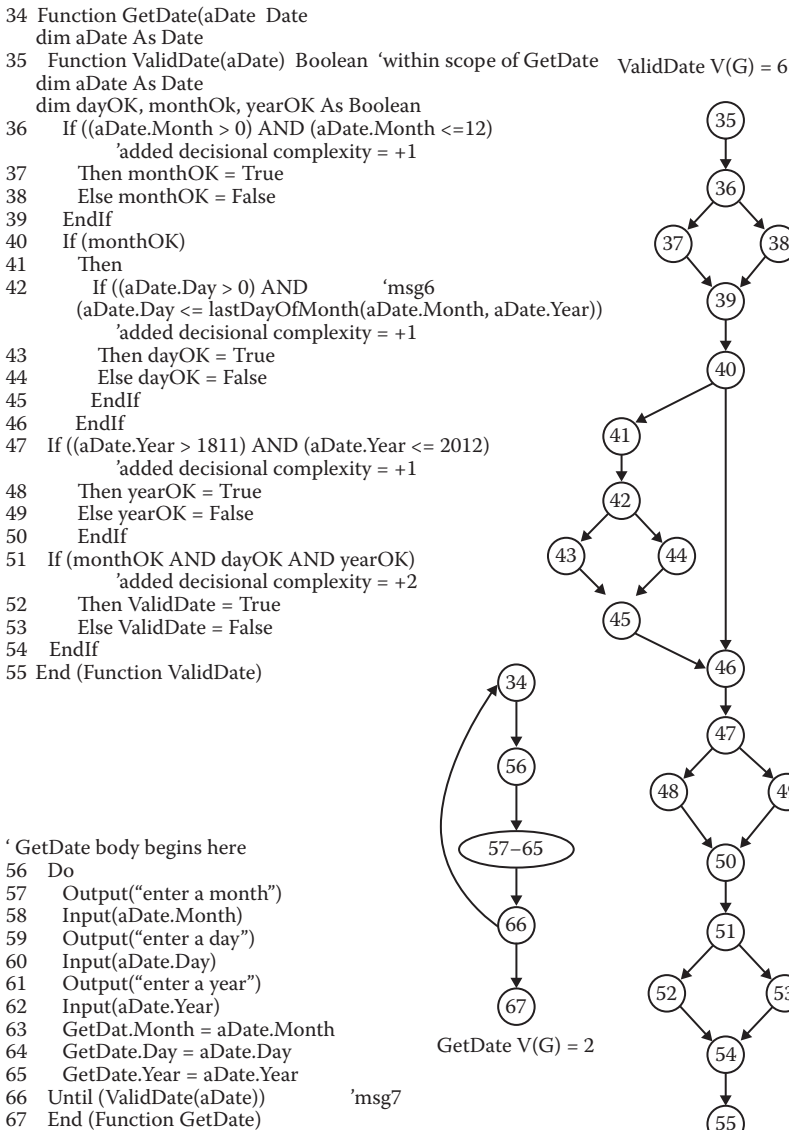 34 Function GetDate(aDate Date
dim aDate As Date
35 Function ValidDate(aDate) Boolean ‘within scope of GetDate
dim aDate As Date
dim dayOK, monthOk, yearOK As Boolean
36 If ((aDate.Month > 0) AND (aDate.Month <=12)
’added decisional complexity = +1
37 Then monthOK = True
38 Else monthOK = False
39 EndIf
40 If (monthOK)
41 Then
42 If ((aDate.Day > 0) AND ‘msg6
(aDate.Day <= lastDayOfMonth(aDate.Month, aDate.Year))
’added decisional complexity = +1
43 Then dayOK = True
44 Else dayOK = False
45 EndIf
46 EndIf
47 If ((aDate.Year > 1811) AND (aDate.Year <= 2012)
’added decisional complexity = +1
48 Then yearOK = True
49 Else yearOK = False
50 EndIf
51 If (monthOK AND dayOK AND yearOK)
’added decisional complexity = +2
52 Then ValidDate = True
53 Else ValidDate = False
54 EndIf
55 End (Function ValidDate)
‘ GetDate body begins here
56 Do
57 Output(“enter a month”)
58 Input(aDate.Month)
59 Output(“enter a day”)
60 Input(aDate.Day)
61 Output(“enter a year”)
62 Input(aDate.Year)
63 GetDat.Month = aDate.Month
64 GetDate.Day = aDate.Day
65 GetDate.Year = aDate.Year
66 Until (ValidDate(aDate)) ’msg7
67 End (Function GetDate)
34
56
57–65
66
67
GetDate V(G) = 2
ValidDate V(G) = 6
35
36
37 38
39
40
41
42
43 44
45
46
47
48 49
50
51
52 53
54
55